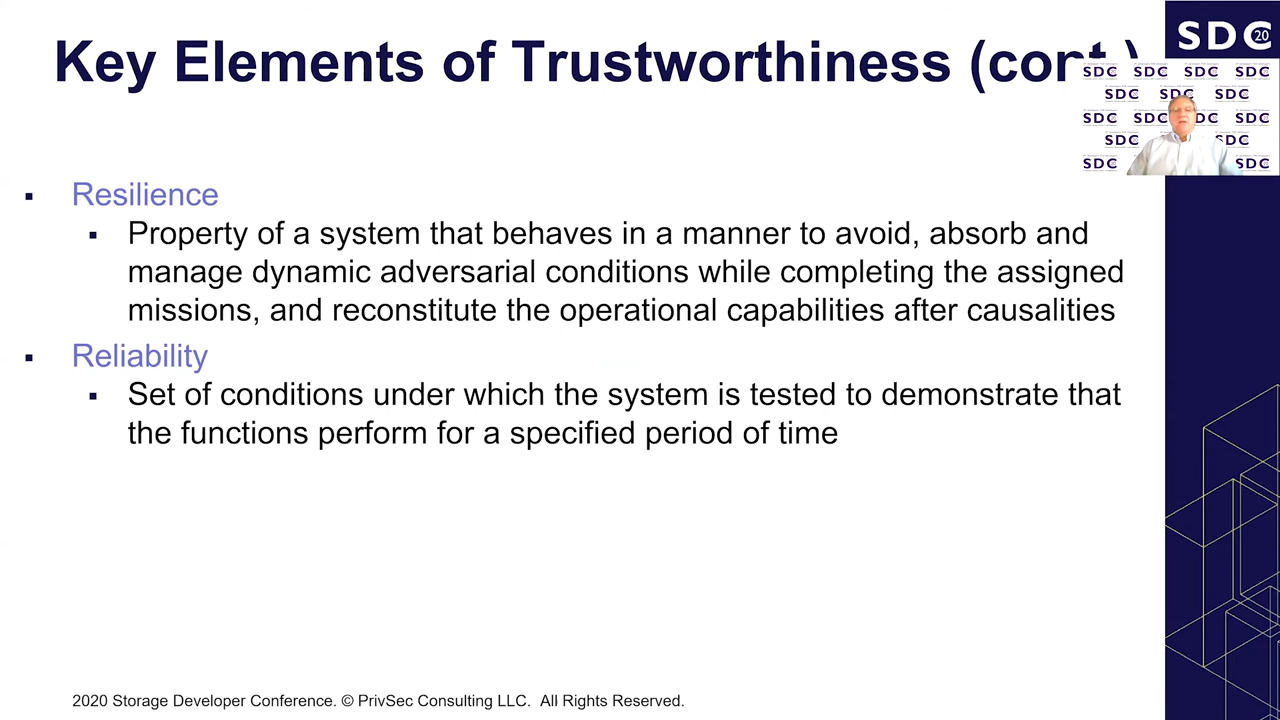 Key Elements of Trustworthiness (cont.)
SDC 20
SDC SDC SDC SDC
SDC SDC SDC
SDC SDC SDC
SDC SDC
SDC SDC
▪ Resilience
▪ Property of a system that behaves in a manner to avoid, absorb and
manage dynamic adversarial conditions while completing the assigned
missions, and reconstitute the operational capabilities after causalities
▪ Reliability
▪ Set of conditions under which the system is tested to demonstrate that
the functions perform for a specified period of time
2020 Storage Developer Conference. © PrivSec Consulting LLC. All Rights Reserved.